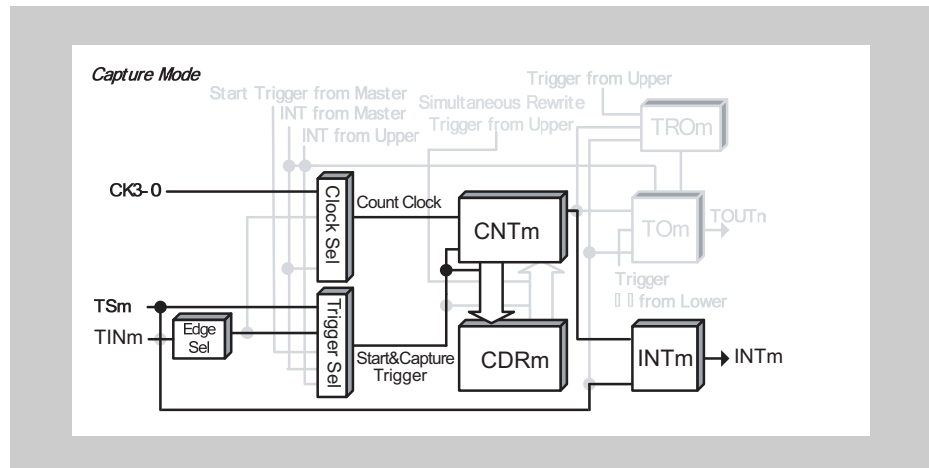 Capture Mode
Trigger from Upper
Start Trigger from Master
INT from Master
INT from Upper
Simultaneous Rewrite
Trigger from Upper
TROm
CK3-0
Clock Sel
Count Clock
CNTm
TOm
TOUTn
Trigger
from Lower
TSm
TINm
Edge
Sel
Trigger Sel
Start&Capture
Trigger
CDRm
INTm
INTm